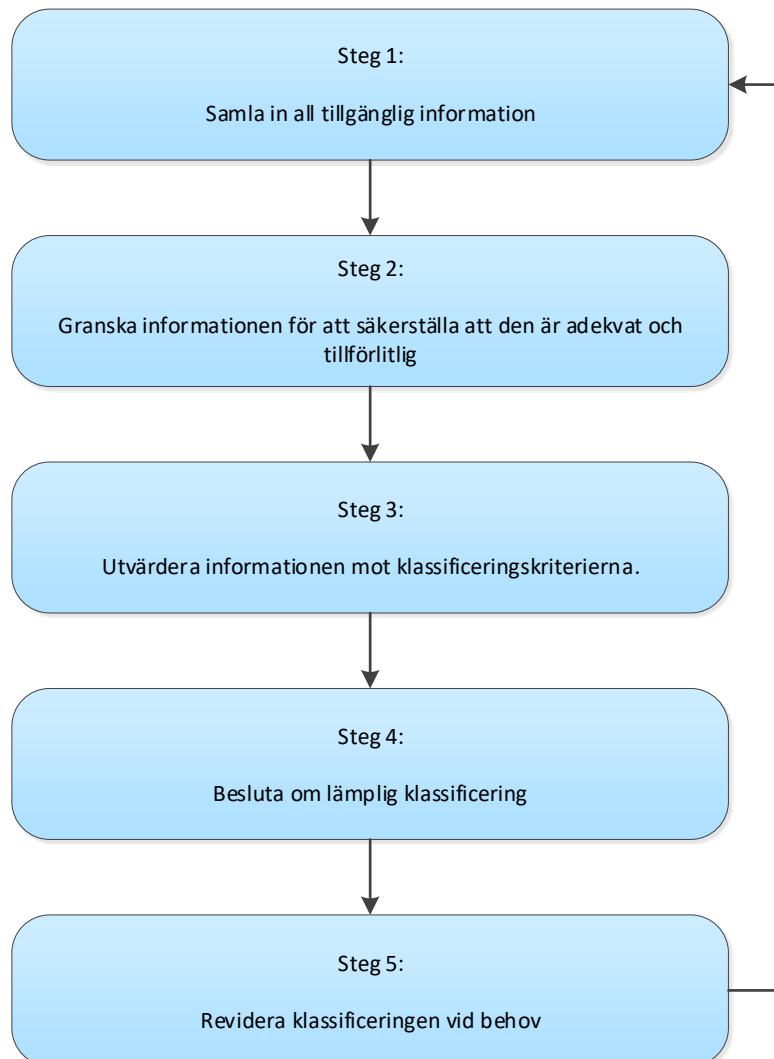 Steg 1:
Samla in all tillgänglig information
Steg 2:
Granska informationen för att säkerställa att den är adekvat och
tillförlitlig
Steg 3:
Utvärdera informationen mot klassificeringskriterierna.
Steg 4:
Besluta om lämplig klassificering
Steg 5:
Revidera klassificeringen vid behov